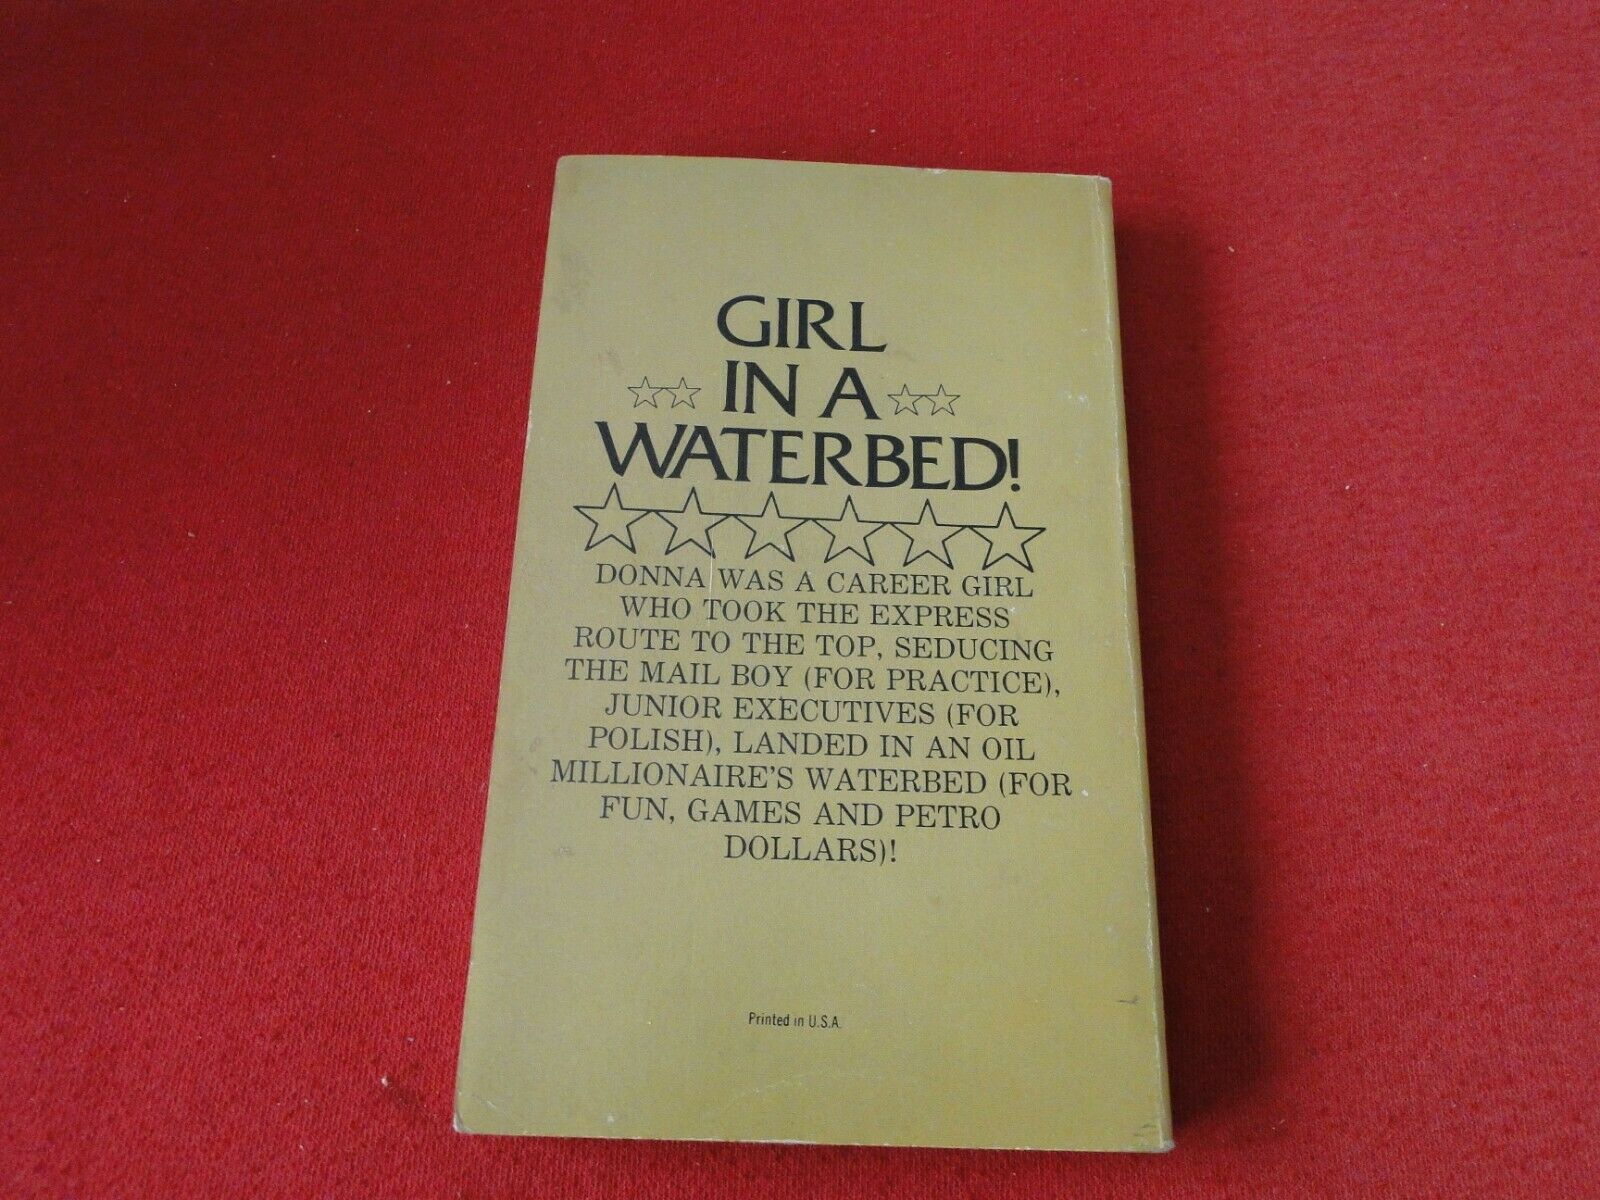 GIRL
IN A
WATERBED!
DONNA WAS A CAREER GIRL
WHO TOOK THE EXPRESS
ROUTE TO THE TOP, SEDUCING
THE MAIL BOY (FOR PRACTICE),
JUNIOR EXECUTIVES (FOR
POLISH), LANDED IN AN OIL
MILLIONAIRE'S WATERBED (FOR
FUN, GAMES AND PETRO
DOLLARS)!
Printed in U.S.A.